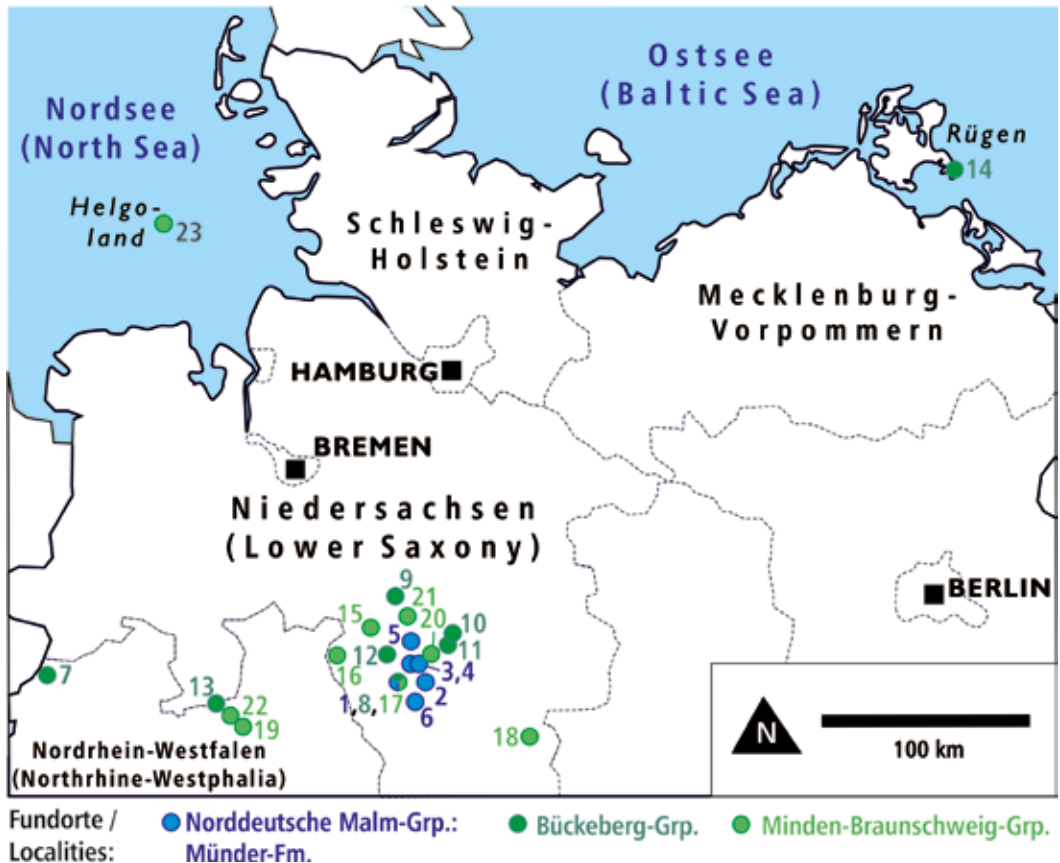 Ostsee
(Baltic Sea)
Nordsee
(North Sea)
Rügen
14
Helgo-
land
23
Schleswig-
Holstein
Mecklenburg-
Vorpommern
HAMBURG
BREMEN
Niedersachsen
(Lower Saxony)
BERLIN
9
21
15
20
10
5
11
12
16
3,4
7
2
1,8,17
6
13
22
19
18
Nordrhein-Westfalen
(Northrhine-Westphalia)
N
100 km
Fundorte /
Localities:
Norddeutsche Malm-Grp.:
Münder-Fm.
Bückeberg-Grp.
Minden-Braunschweig-Grp.